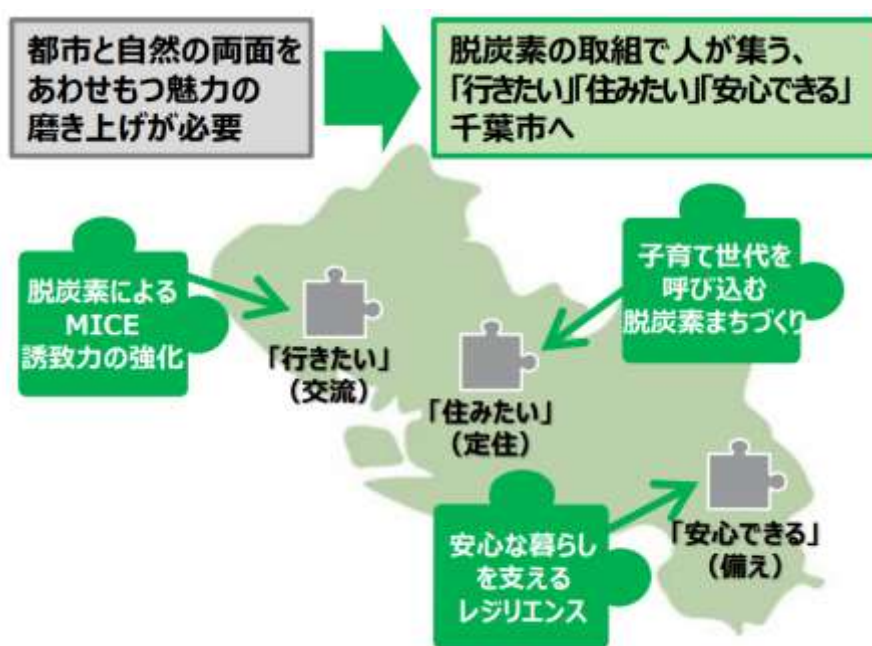 都市と自然の両面を
あわせもつ魅力の
磨き上げが必要
脱炭素の取組で人が集う、
「行きたい」「住みたい」「安心できる」
千葉市へ
脱炭素による
MICE
誘致力の強化
「行きたい」
（交流）
子育て世代を
呼び込む
脱炭素まちづくり
「住みたい」
（定住）
安心な暮らし
を支える
レジリエンス
「安心できる」
（備え）